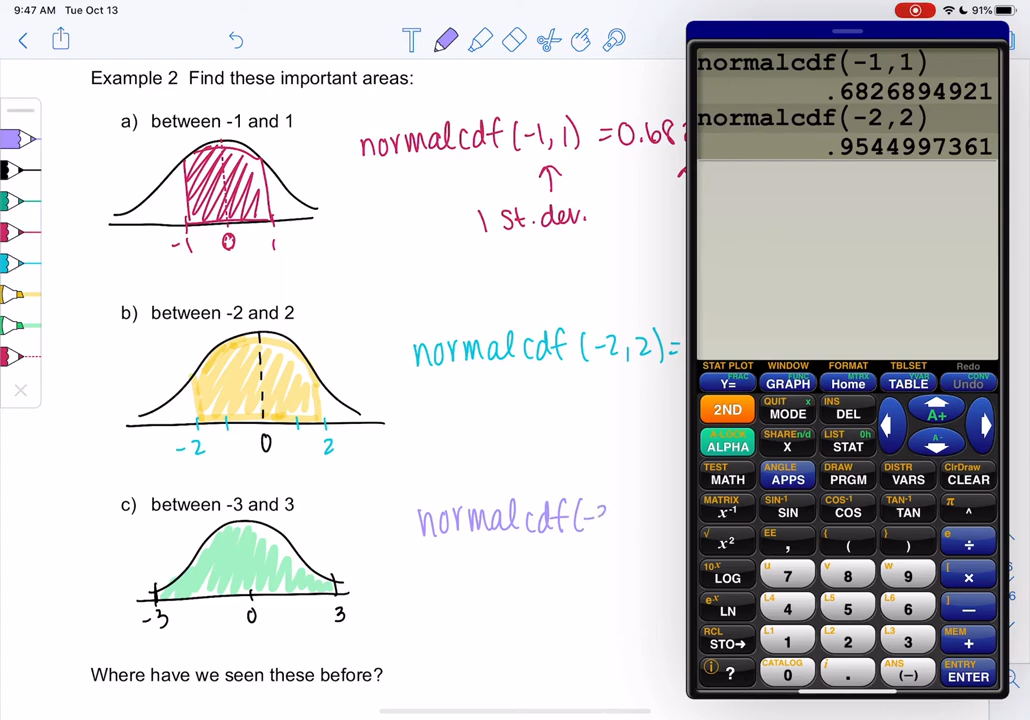 9:47 AM Tue Oct 13
91%
Example 2 Find these important areas:
a) between -1 and 1
normalcdf (-1, 1) = 0.68
-1 0 1
1 St. dev.
b) between -2 and 2
normalcdf (-2, 2) =
-2 0 2
c) between -3 and 3
normalcdf (-
-3 0 3
Where have we seen these before?
normalcdf(-1,1)
.6826894921
normalcdf(-2,2)
.9544997361
STAT PLOT WINDOW FORMAT TBLSET Redo
Y= GRAPH Home TABLE Undo
QUIT x INS
2ND MODE DEL A+
A-LOCK SHARE n/d LIST 0h A-
ALPHA X STAT
TEST ANGLE DRAW DISTR ClrDraw
MATH APPS PRGM VARS CLEAR
MATRIX SIN-1 COS-1 TAN-1 π
x-1 SIN COS TAN ^
√ EE { } e
x2 , ( ) ÷
10x u v w [
LOG 7 8 9 ×
ex L4 L5 L6 ]
LN 4 5 6 —
RCL L1 L2 L3 MEM
STO→ 1 2 3 +
CATALOG i ANS ENTRY
? 0 . (−) ENTER